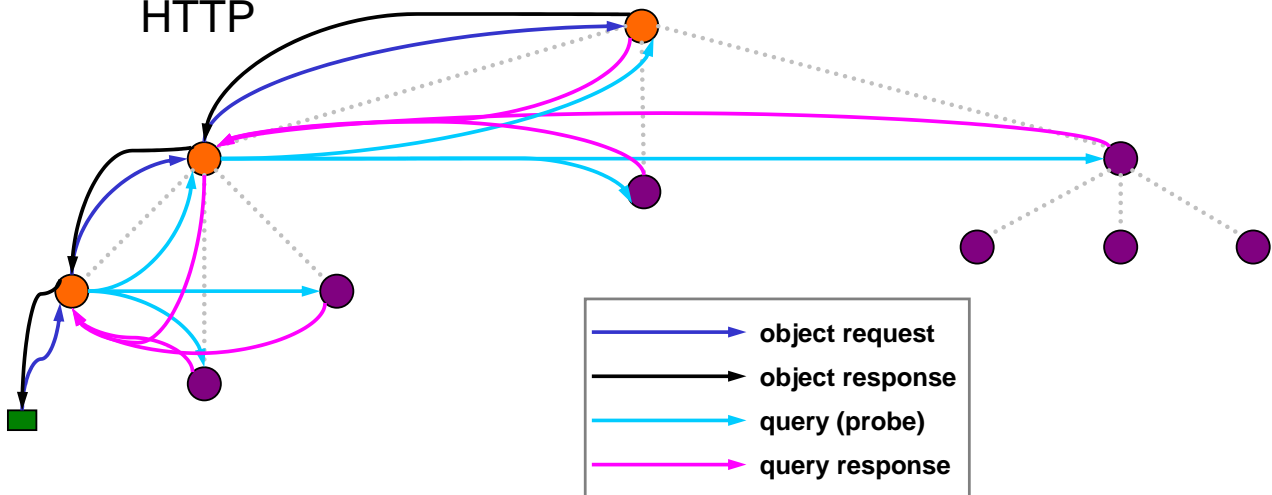 HTTP
object request
object response
query (probe)
query response